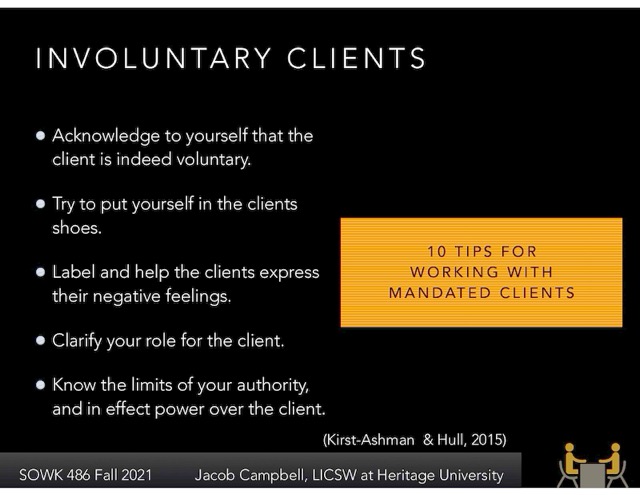 INVOLUNTARY CLIENTS
Acknowledge to yourself that the
client is indeed voluntary.
Try to put yourself in the clients
shoes.
Label and help the clients express
their negative feelings.
Clarify your role for the client.
Know the limits of your authority,
and in effect power over the client.
10 TIPS FOR
WORKING WITH
MANDATED CLIENTS
(Kirst-Ashman & Hull, 2015)
SOWK 486 Fall 2021 Jacob Campbell, LICSW at Heritage University